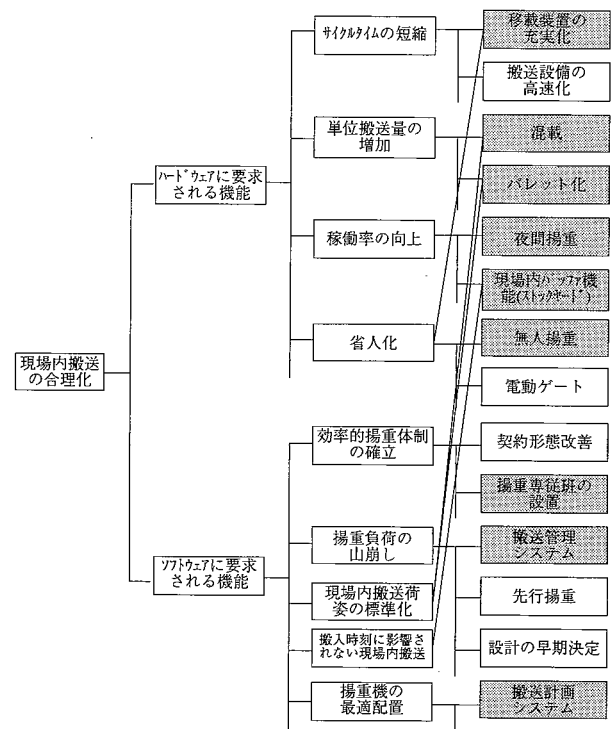 サイクルタイムの短縮
移載装置の
充実化
搬送設備の
高速化
単位搬送量の
増加
混載
ハードウェアに要求
される機能
パレット化
稼働率の向上
夜間揚重
現場内バッファ機
能(ストックヤード)
省人化
無人揚重
現場内搬送
の合理化
電動ゲート
効率的揚重体制
の確立
契約形態改善
揚重専従班の
設置
揚重負荷の
山崩し
搬送管理
システム
ソフトウェアに要求
される機能
現場内搬送荷
姿の標準化
先行揚重
搬入時刻に影響さ
れない現場内搬送
設計の早期決定
揚重機の
最適配置
搬送計画
システム